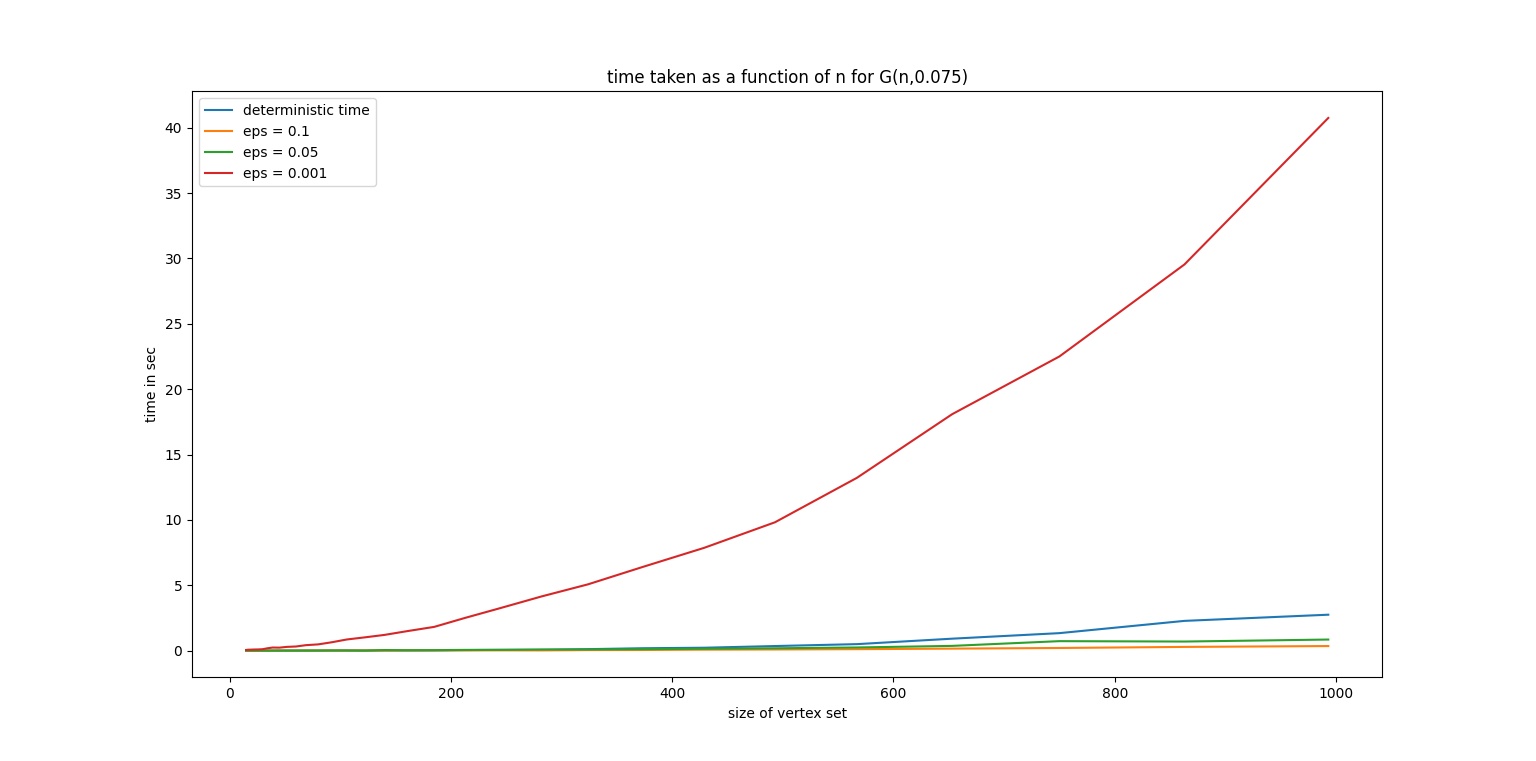 time taken as a function of n for G(n,0.075)
deterministic time
eps = 0.1
eps = 0.05
eps = 0.001
40
35
30
25
20
15
10
5
0
time in sec
0 200 400 600 800 1000
size of vertex set